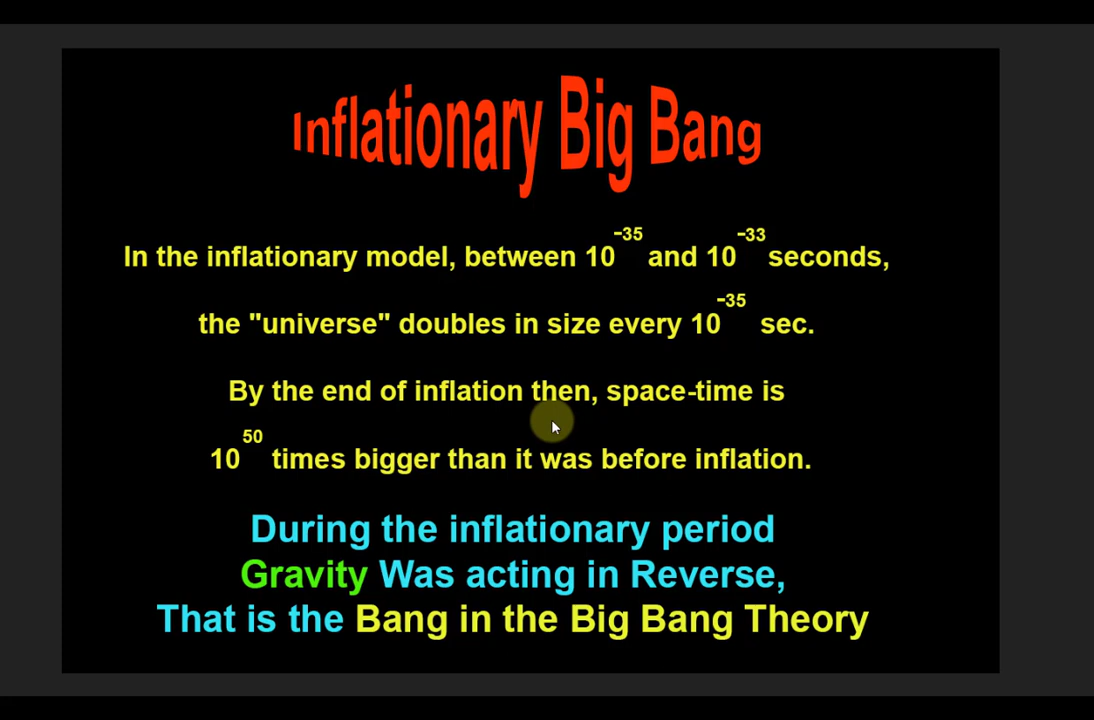 Inflationary Big Bang
In the inflationary model, between 10⁻³⁵ and 10⁻³³ seconds,
the "universe" doubles in size every 10⁻³⁵ sec.
By the end of inflation then, space-time is
10⁵⁰ times bigger than it was before inflation.
During the inflationary period
Gravity Was acting in Reverse,
That is the Bang in the Big Bang Theory